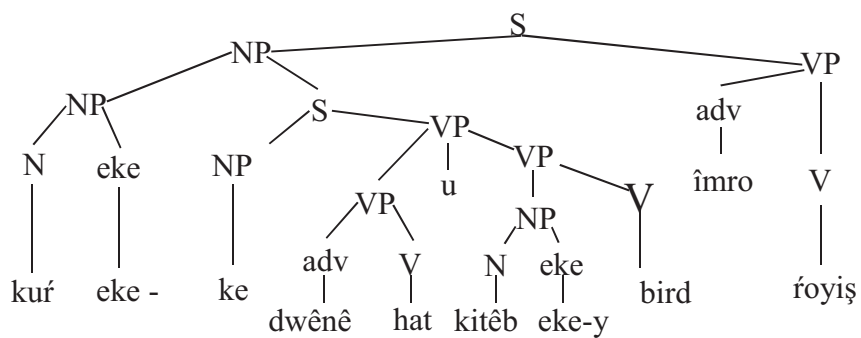 S
NP VP
NP S VP adv
N eke NP u VP îmro V
VP NP V
adv V N eke
kuŕ eke - ke bird ŕoyiş
dwênê hat kitêb eke-y